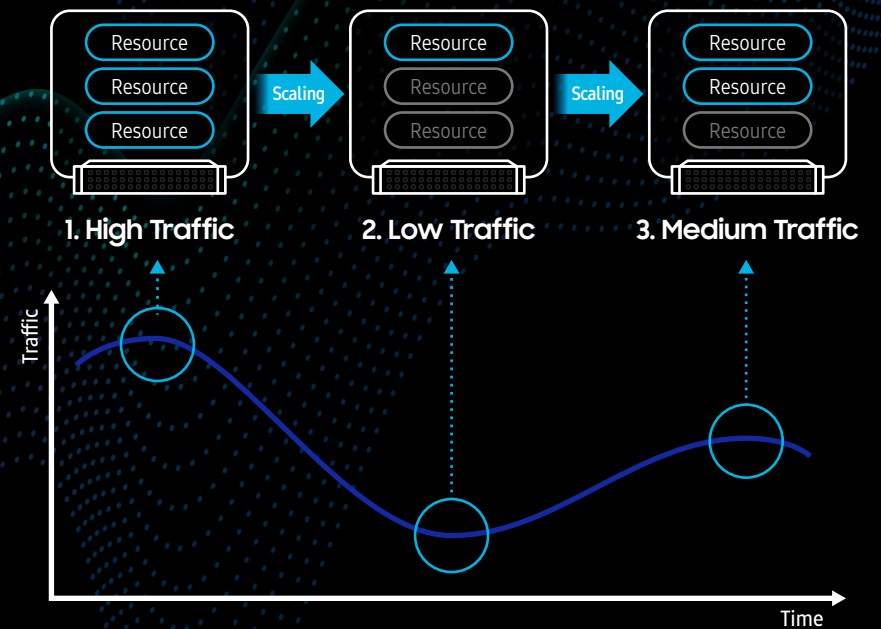 Resource
Resource
Resource
Scaling
Resource
Resource
Resource
Scaling
Resource
Resource
Resource
1. High Traffic
2. Low Traffic
3. Medium Traffic
Traffic
Time